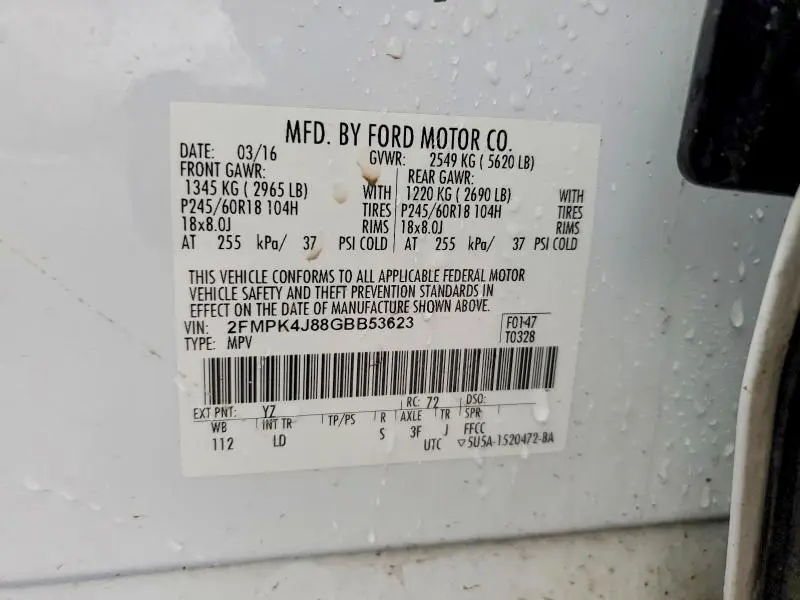 MFD. BY FORD MOTOR CO.
DATE: 03/16 GVWR: 2549 KG ( 5620 LB)
FRONT GAWR: REAR GAWR:
1345 KG ( 2965 LB) WITH 1220 KG ( 2690 LB) WITH
P245/60R18 104H TIRES P245/60R18 104H TIRES
18x8.0J RIMS 18x8.0J RIMS
AT 255 kPa/ 37 PSI COLD AT 255 kPa/ 37 PSI COLD
THIS VEHICLE CONFORMS TO ALL APPLICABLE FEDERAL MOTOR
VEHICLE SAFETY AND THEFT PREVENTION STANDARDS IN
EFFECT ON THE DATE OF MANUFACTURE SHOWN ABOVE.
VIN: 2FMPK4J88GBB53623 F0147
TYPE: MPV T0328
EXT PNT: YZ RC: 72 DSO:
WB INT TR TP/PS R AXLE TR SPR
112 LD S 3F J FFCC
UTC ▽5U5A-1520472-BA